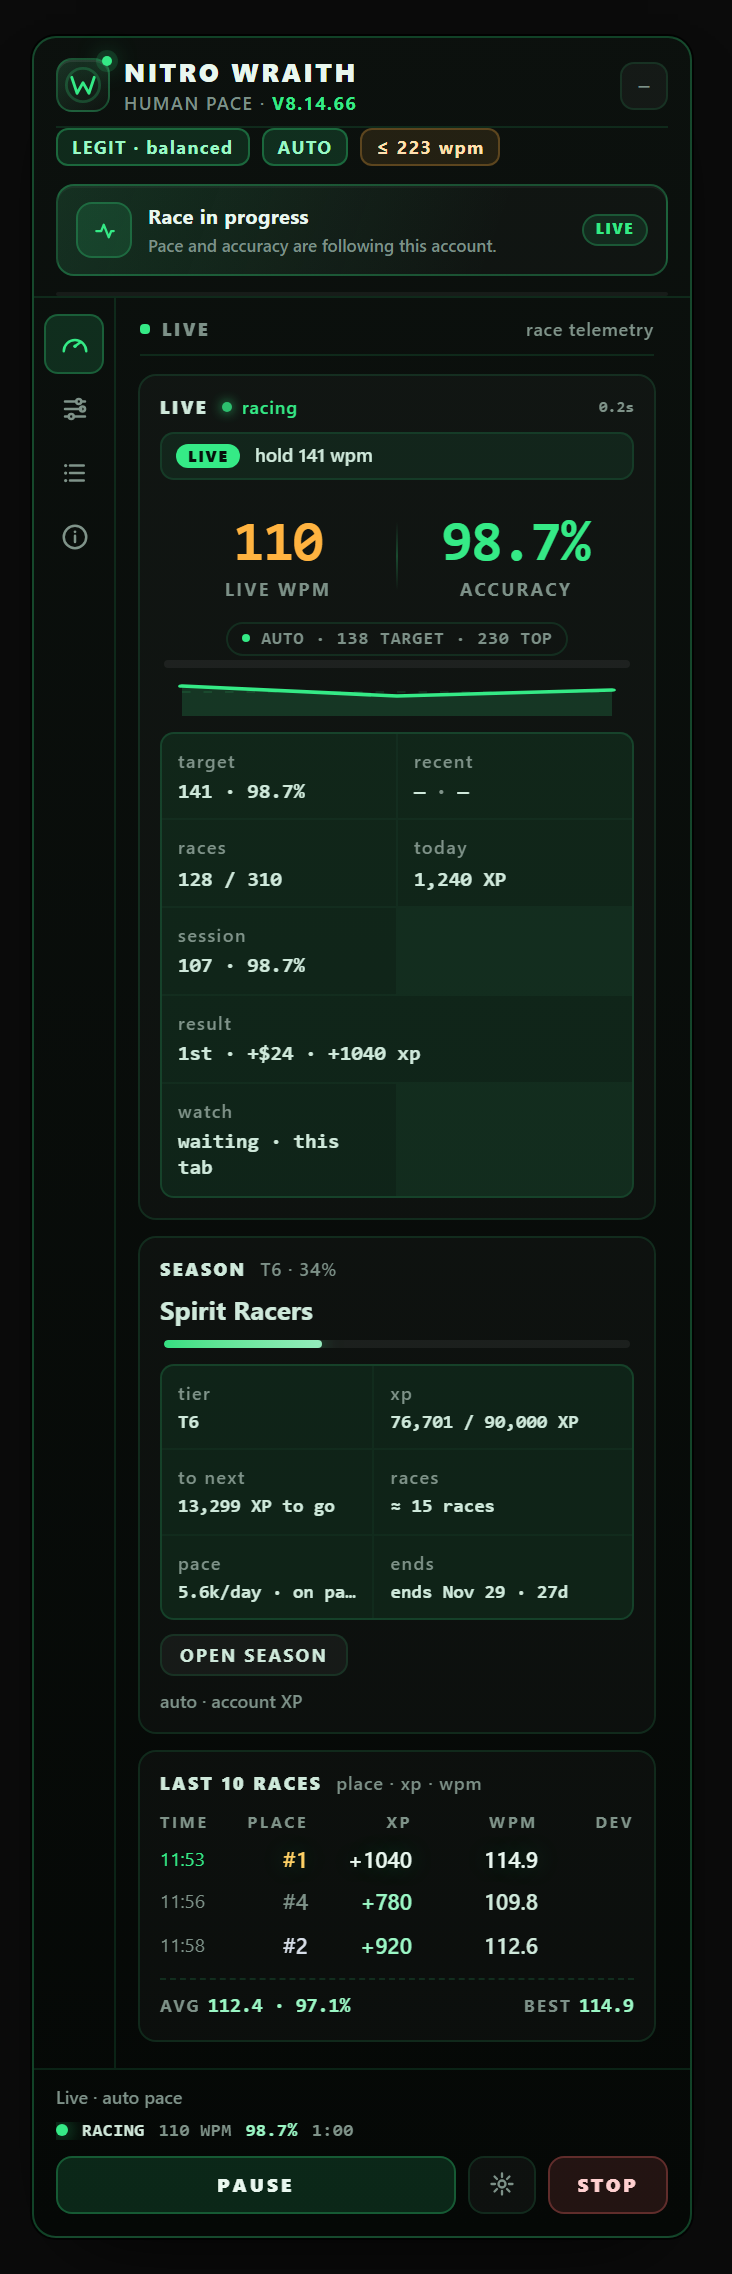 NITRO WRAITH
HUMAN PACE · V8.14.66
LEGIT · balanced AUTO ≤ 223 wpm
Race in progress
Pace and accuracy are following this account.
LIVE
LIVE race telemetry
LIVE racing 0.2s
LIVE hold 141 wpm
110 98.7%
LIVE WPM ACCURACY
AUTO · 138 TARGET · 230 TOP
target recent
141 · 98.7% — · —
races today
128 / 310 1,240 XP
session
107 · 98.7%
result
1st · +$24 · +1040 xp
watch
waiting · this
tab
SEASON T6 · 34%
Spirit Racers
tier xp
T6 76,701 / 90,000 XP
to next races
13,299 XP to go ≈ 15 races
pace ends
5.6k/day · on pa… ends Nov 29 · 27d
OPEN SEASON
auto · account XP
LAST 10 RACES place · xp · wpm
TIME PLACE XP WPM DEV
11:53 #1 +1040 114.9
11:56 #4 +780 109.8
11:58 #2 +920 112.6
AVG 112.4 · 97.1% BEST 114.9
Live · auto pace
RACING 110 WPM 98.7% 1:00
PAUSE STOP